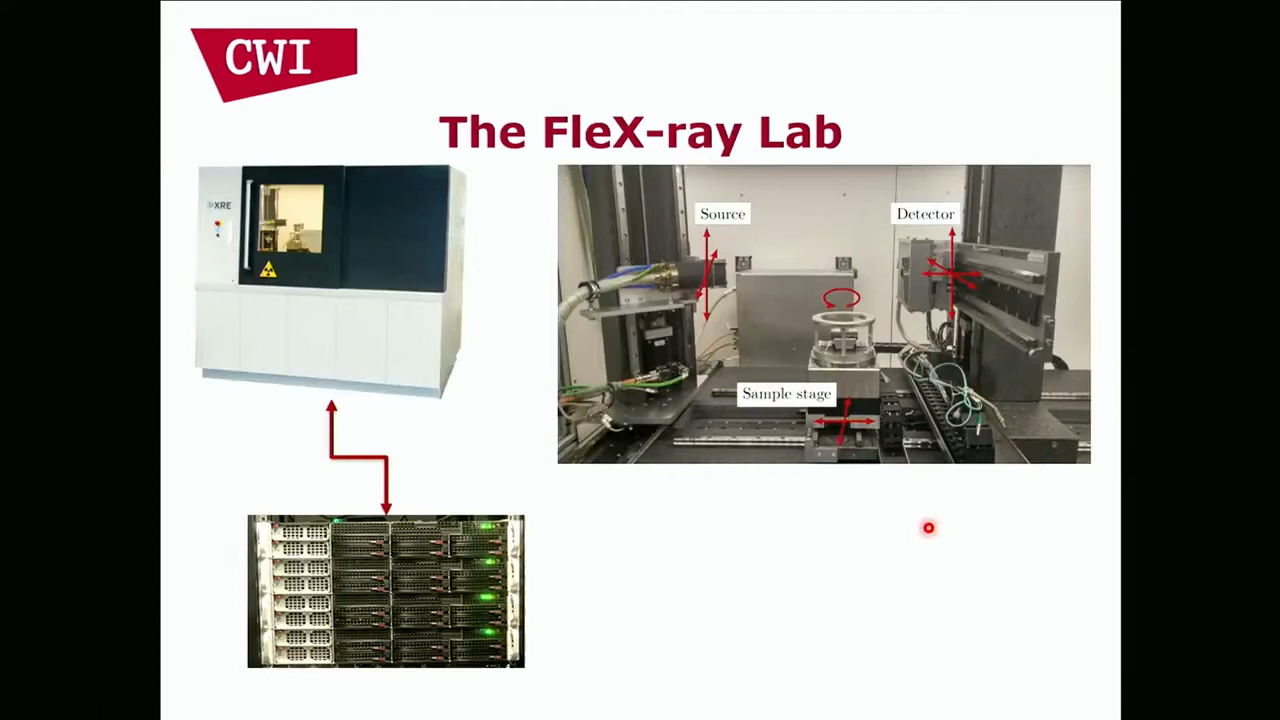 CWI
The FleX-ray Lab
XRE
Source
Detector
Sample stage